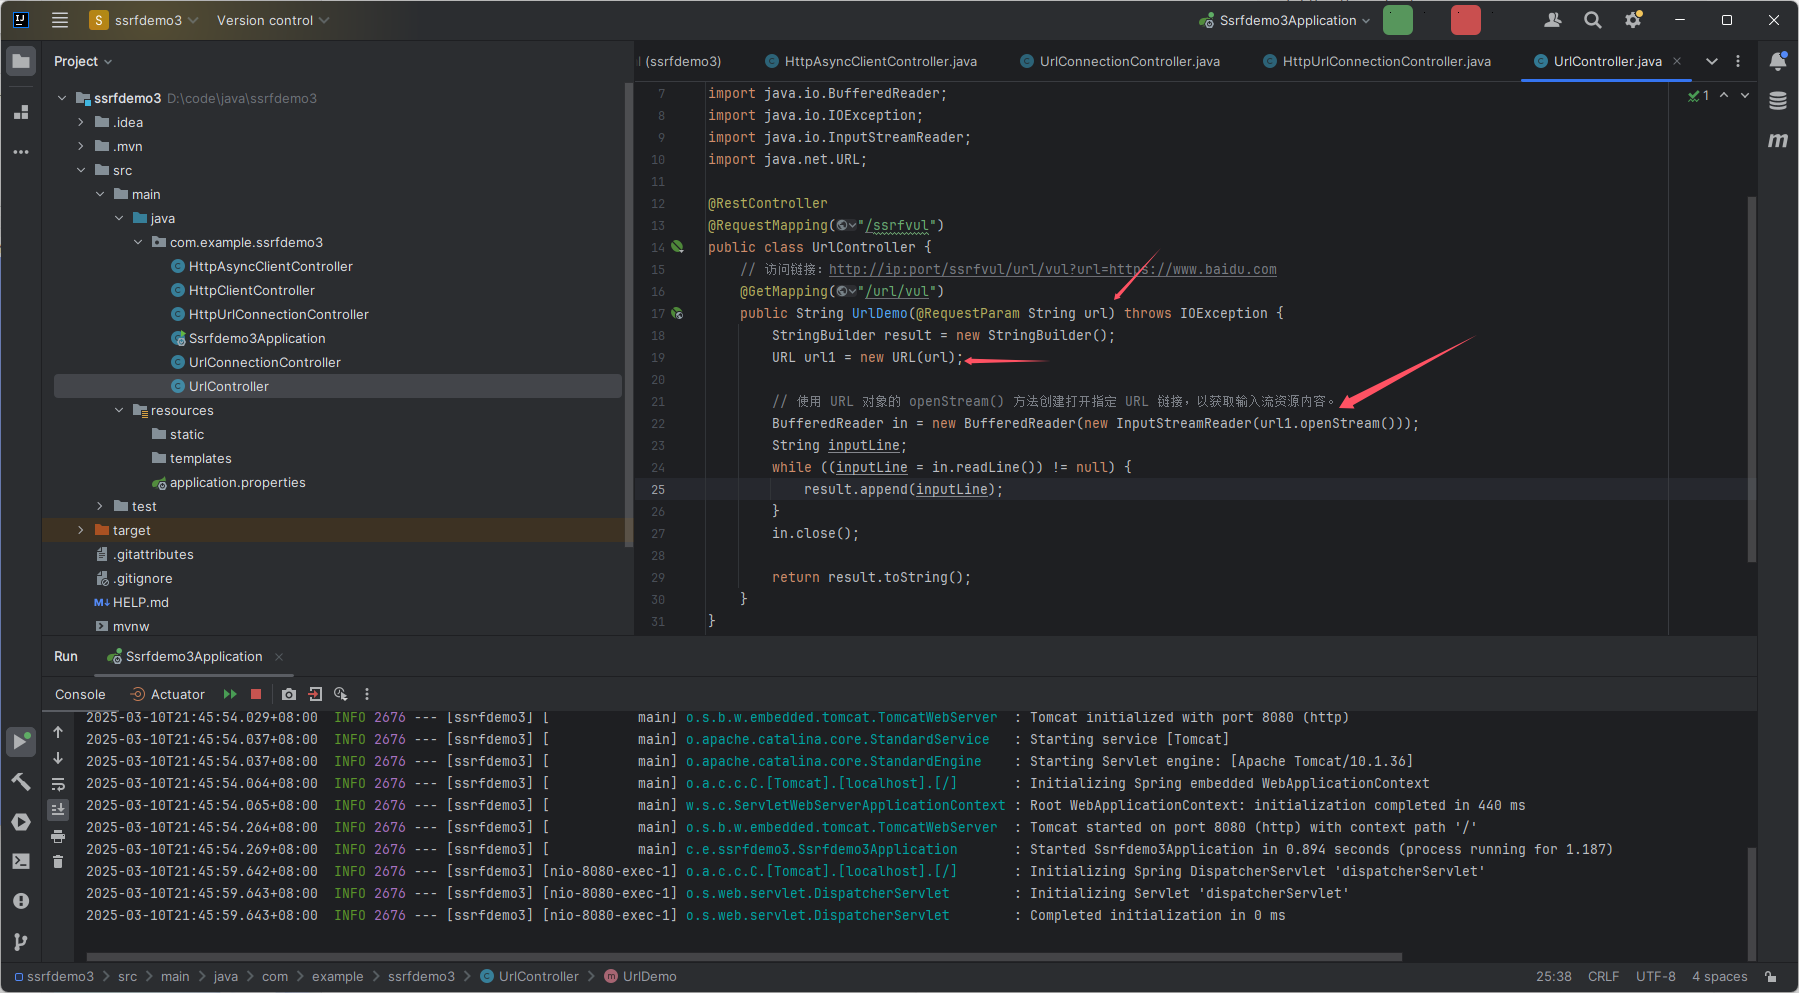 ssrfdemo3 Version control Ssrfdemo3Application
Project
ssrfdemo3 D:\code\java\ssrfdemo3
.idea
.mvn
src
main
java
com.example.ssrfdemo3
HttpAsyncClientController
HttpClientController
HttpUrlConnectionController
Ssrfdemo3Application
UrlConnectionController
UrlController
resources
static
templates
application.properties
test
target
.gitattributes
.gitignore
HELP.md
mvnw
(ssrfdemo3) HttpAsyncClientController.java UrlConnectionController.java HttpUrlConnectionController.java UrlController.java
1
7 import java.io.BufferedReader;
8 import java.io.IOException;
9 import java.io.InputStreamReader;
10 import java.net.URL;
11
12 @RestController
13 @RequestMapping("/ssrfvul")
14 public class UrlController {
15 // 访问链接：http://ip:port/ssrfvul/url/vul?url=https://www.baidu.com
16 @GetMapping("/url/vul")
17 public String UrlDemo(@RequestParam String url) throws IOException {
18 StringBuilder result = new StringBuilder();
19 URL url1 = new URL(url);
20
21 // 使用 URL 对象的 openStream() 方法创建打开指定 URL 链接，以获取输入流资源内容。
22 BufferedReader in = new BufferedReader(new InputStreamReader(url1.openStream()));
23 String inputLine;
24 while ((inputLine = in.readLine()) != null) {
25 result.append(inputLine);
26 }
27 in.close();
28
29 return result.toString();
30 }
31 }
Run Ssrfdemo3Application
Console Actuator
2025-03-10T21:45:54.029+08:00 INFO 2676 --- [ssrfdemo3] [ main] o.s.b.w.embedded.tomcat.TomcatWebServer : Tomcat initialized with port 8080 (http)
2025-03-10T21:45:54.037+08:00 INFO 2676 --- [ssrfdemo3] [ main] o.apache.catalina.core.StandardService : Starting service [Tomcat]
2025-03-10T21:45:54.037+08:00 INFO 2676 --- [ssrfdemo3] [ main] o.apache.catalina.core.StandardEngine : Starting Servlet engine: [Apache Tomcat/10.1.36]
2025-03-10T21:45:54.064+08:00 INFO 2676 --- [ssrfdemo3] [ main] o.a.c.c.C.[Tomcat].[localhost].[/] : Initializing Spring embedded WebApplicationContext
2025-03-10T21:45:54.065+08:00 INFO 2676 --- [ssrfdemo3] [ main] w.s.c.ServletWebServerApplicationContext : Root WebApplicationContext: initialization completed in 440 ms
2025-03-10T21:45:54.264+08:00 INFO 2676 --- [ssrfdemo3] [ main] o.s.b.w.embedded.tomcat.TomcatWebServer : Tomcat started on port 8080 (http) with context path '/'
2025-03-10T21:45:54.269+08:00 INFO 2676 --- [ssrfdemo3] [ main] c.e.ssrfdemo3.Ssrfdemo3Application : Started Ssrfdemo3Application in 0.894 seconds (process running for 1.187)
2025-03-10T21:45:59.642+08:00 INFO 2676 --- [ssrfdemo3] [nio-8080-exec-1] o.a.c.c.C.[Tomcat].[localhost].[/] : Initializing Spring DispatcherServlet 'dispatcherServlet'
2025-03-10T21:45:59.643+08:00 INFO 2676 --- [ssrfdemo3] [nio-8080-exec-1] o.s.web.servlet.DispatcherServlet : Initializing Servlet 'dispatcherServlet'
2025-03-10T21:45:59.643+08:00 INFO 2676 --- [ssrfdemo3] [nio-8080-exec-1] o.s.web.servlet.DispatcherServlet : Completed initialization in 0 ms
ssrfdemo3 > src > main > java > com > example > ssrfdemo3 > UrlController > UrlDemo 25:38 CRLF UTF-8 4 spaces